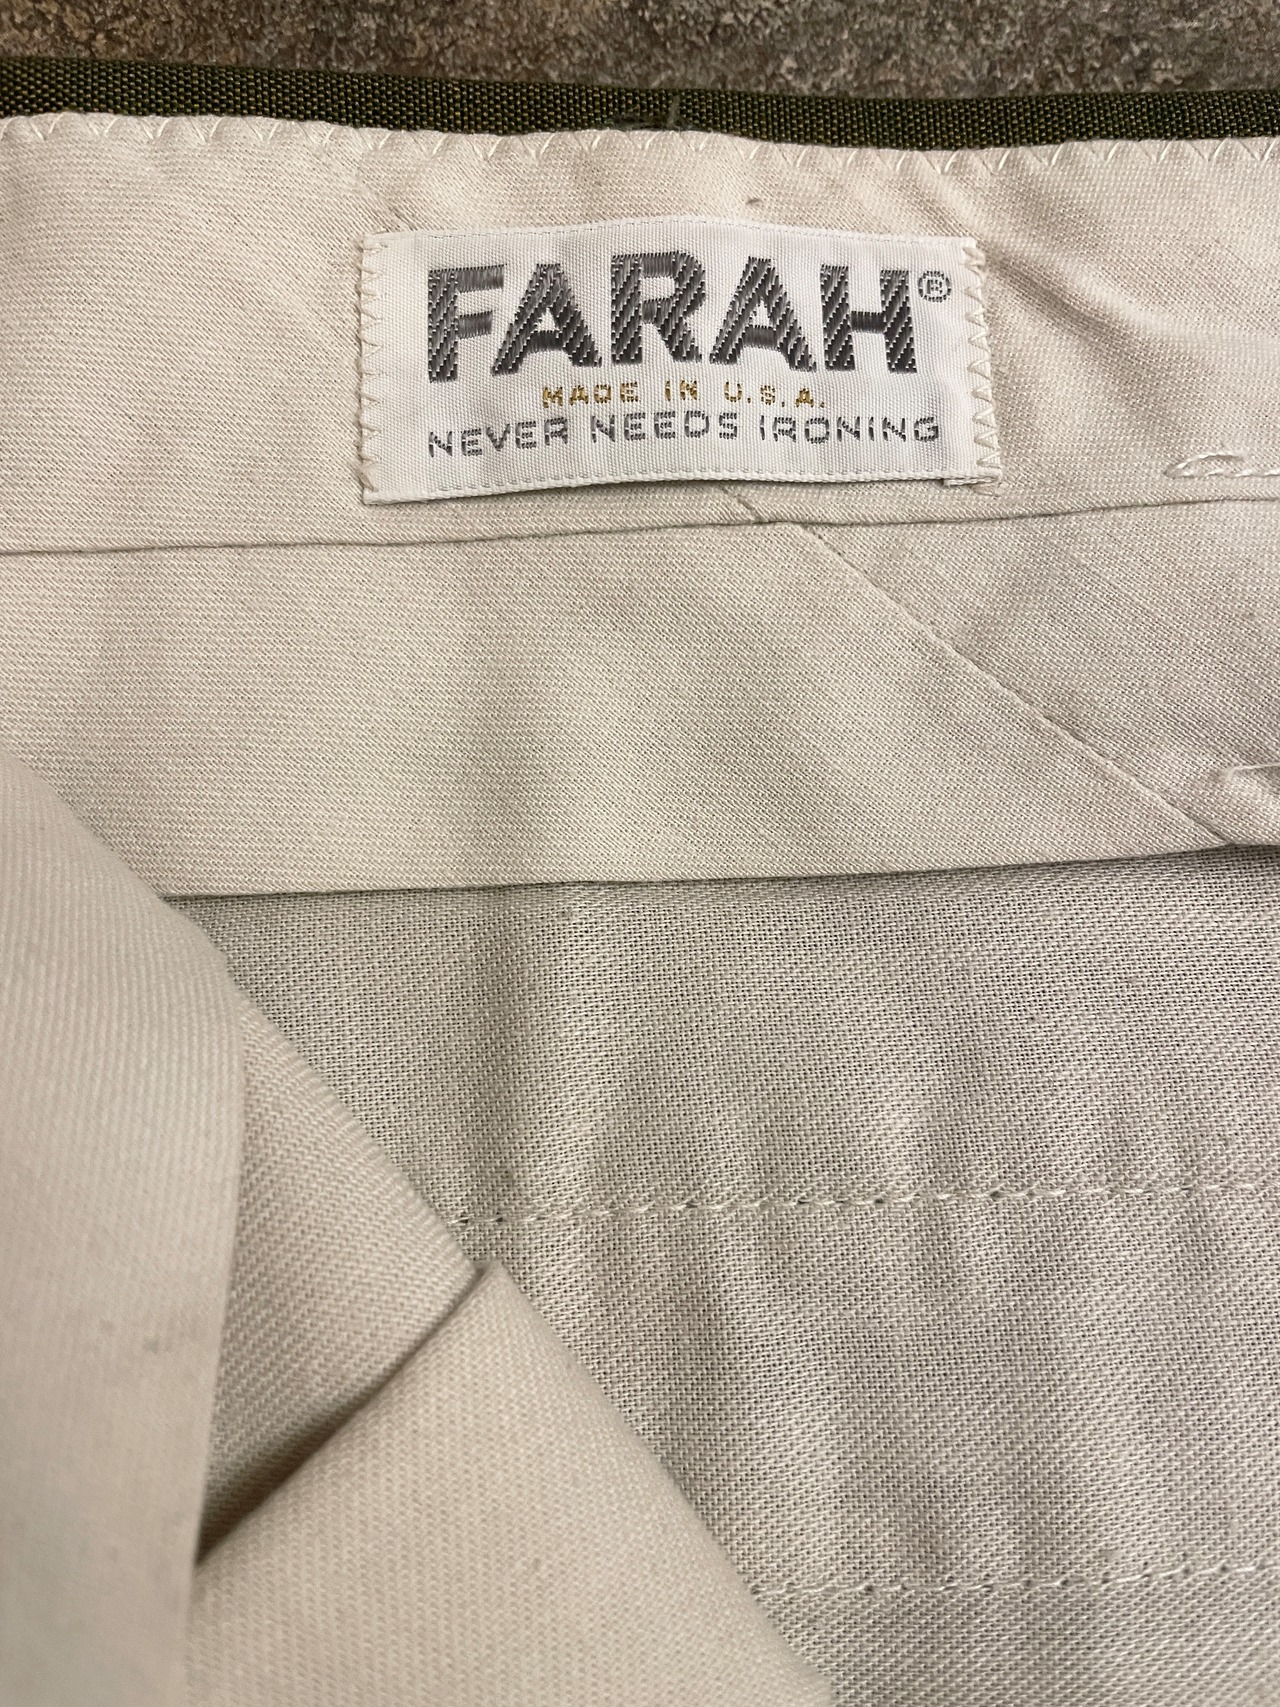 FARAH®
MADE IN U.S.A.
NEVER NEEDS IRONING